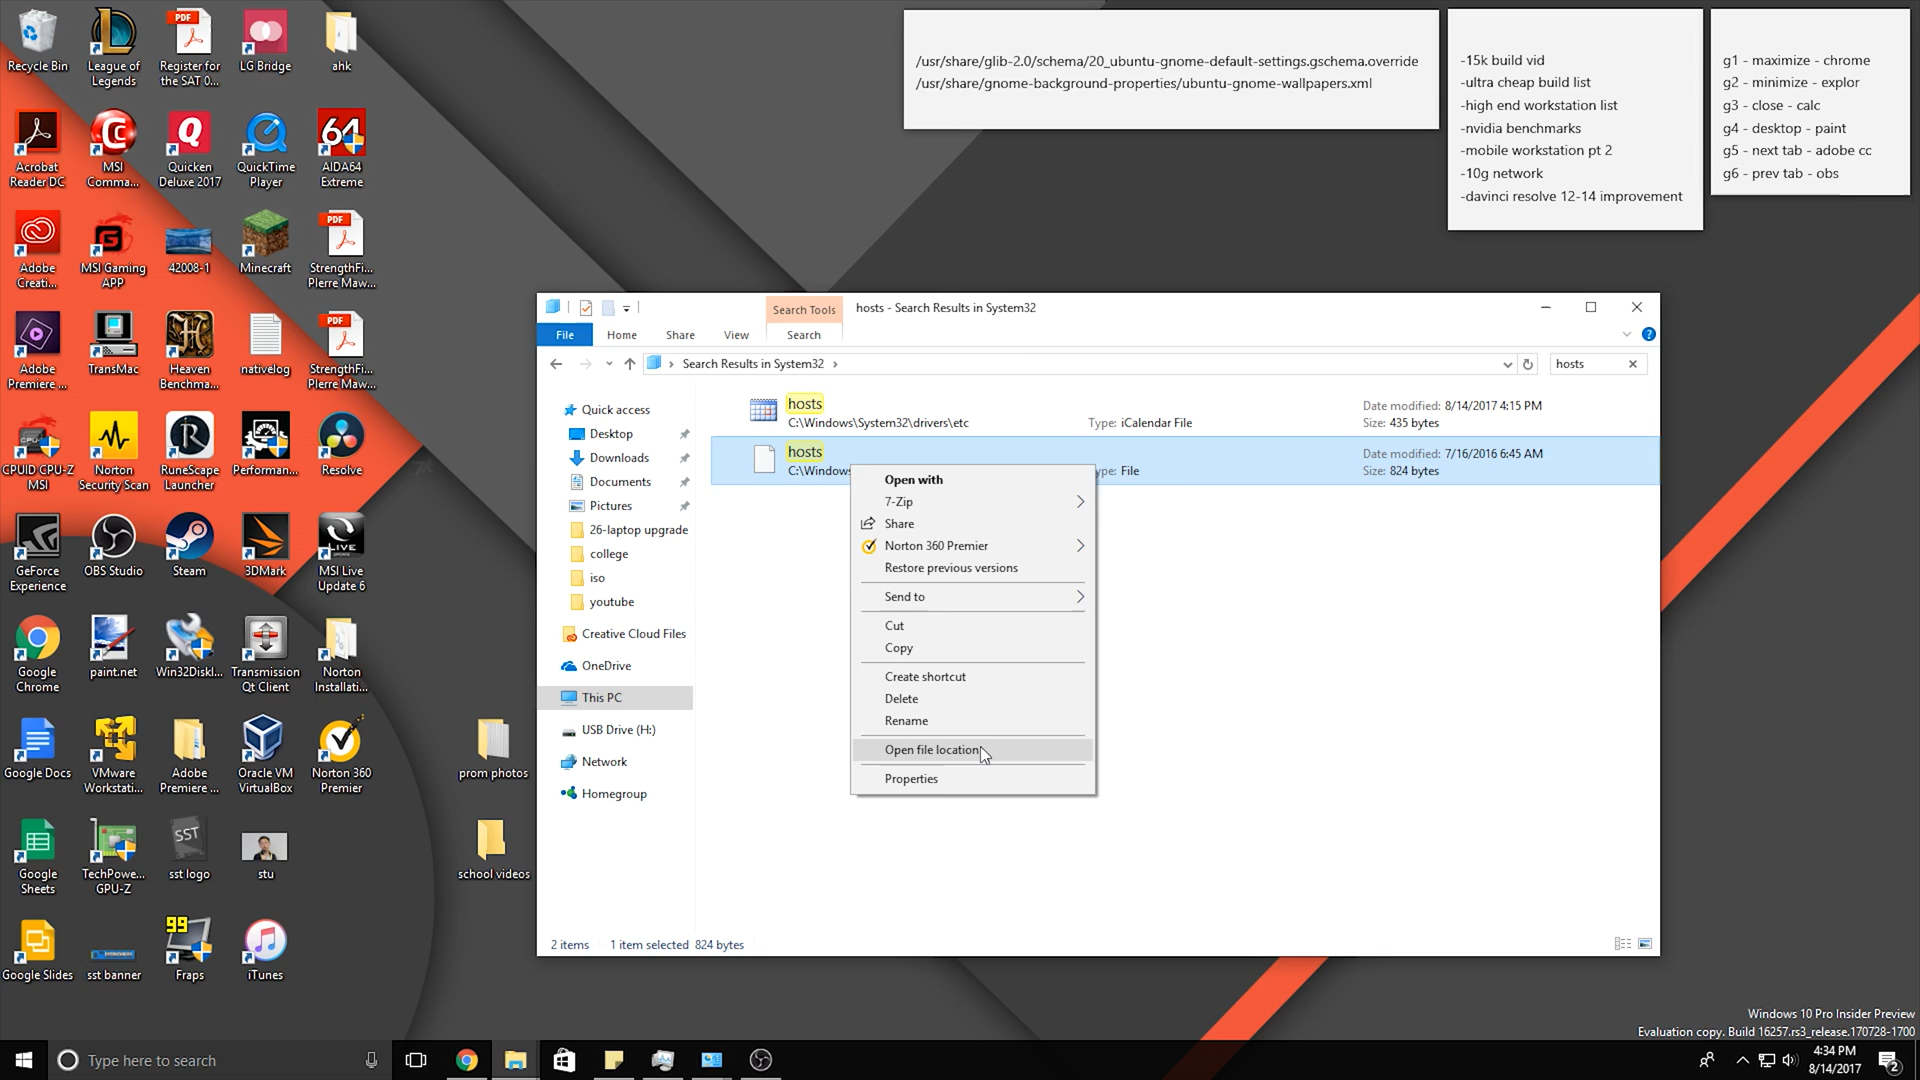 Recycle Bin
League of
Legends
PDF
Register for
the SAT 0...
LG Bridge
ahk
Acrobat
Reader DC
MSI
Comma...
Quicken
Deluxe 2017
QuickTime
Player
64
AIDA64
Extreme
Adobe
Creati...
MSI Gaming
APP
42008-1
Minecraft
PDF
StrengthFi...
PIerre Maw...
Adobe
Premiere ...
TransMac
Heaven
Benchma...
nativelog
PDF
StrengthFi...
PIerre Maw...
CPUID CPU-Z
MSI
Norton
Security Scan
RuneScape
Launcher
Performan...
Resolve
GeForce
Experience
OBS Studio
Steam
3DMark
LIVE
MSI Live
Update 6
Google
Chrome
paint.net
Win32DiskI...
Transmission
Qt Client
Norton
Installati...
Google Docs
VMware
Workstati...
Adobe
Premiere ...
Oracle VM
VirtualBox
Norton 360
Premier
prom photos
Google
Sheets
TechPowe...
GPU-Z
SST
sst logo
stu
school videos
Google Slides
sst banner
99
Fraps
iTunes
/usr/share/glib-2.0/schema/20_ubuntu-gnome-default-settings.gschema.override
/usr/share/gnome-background-properties/ubuntu-gnome-wallpapers.xml
-15k build vid
-ultra cheap build list
-high end workstation list
-nvidia benchmarks
-mobile workstation pt 2
-10g network
-davinci resolve 12-14 improvement
g1 - maximize - chrome
g2 - minimize - explor
g3 - close - calc
g4 - desktop - paint
g5 - next tab - adobe cc
g6 - prev tab - obs
Search Tools
hosts - Search Results in System32
File
Home
Share
View
Search
Search Results in System32
hosts
Quick access
Desktop
Downloads
Documents
Pictures
26-laptop upgrade
college
iso
youtube
Creative Cloud Files
OneDrive
This PC
USB Drive (H:)
Network
Homegroup
hosts
C:\Windows\System32\drivers\etc
Type: iCalendar File
Date modified: 8/14/2017 4:15 PM
Size: 435 bytes
hosts
C:\Windows
ype: File
Date modified: 7/16/2016 6:45 AM
Size: 824 bytes
Open with
7-Zip
Share
Norton 360 Premier
Restore previous versions
Send to
Cut
Copy
Create shortcut
Delete
Rename
Open file location
Properties
2 items
1 item selected 824 bytes
Windows 10 Pro Insider Preview
Evaluation copy. Build 16257.rs3_release.170728-1700
Type here to search
4:34 PM
8/14/2017
2